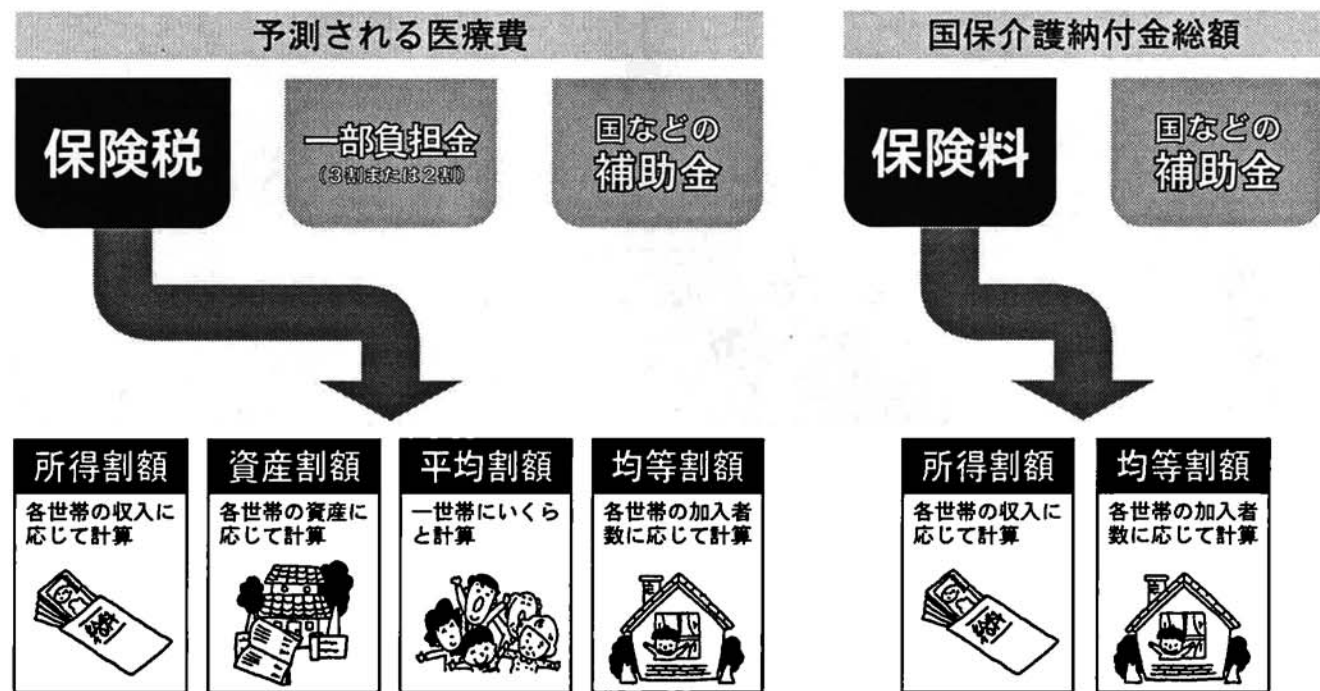 予測される医療費
保険税
一部負担金
(3割または2割)
国などの
補助金
所得割額
各世帯の収入に
応じて計算
給料
資産割額
各世帯の資産に
応じて計算
平均割額
一世帯にいくら
と計算
均等割額
各世帯の加入者
数に応じて計算
国保介護納付金総額
保険料
国などの
補助金
所得割額
各世帯の収入に
応じて計算
給料
均等割額
各世帯の加入者
数に応じて計算